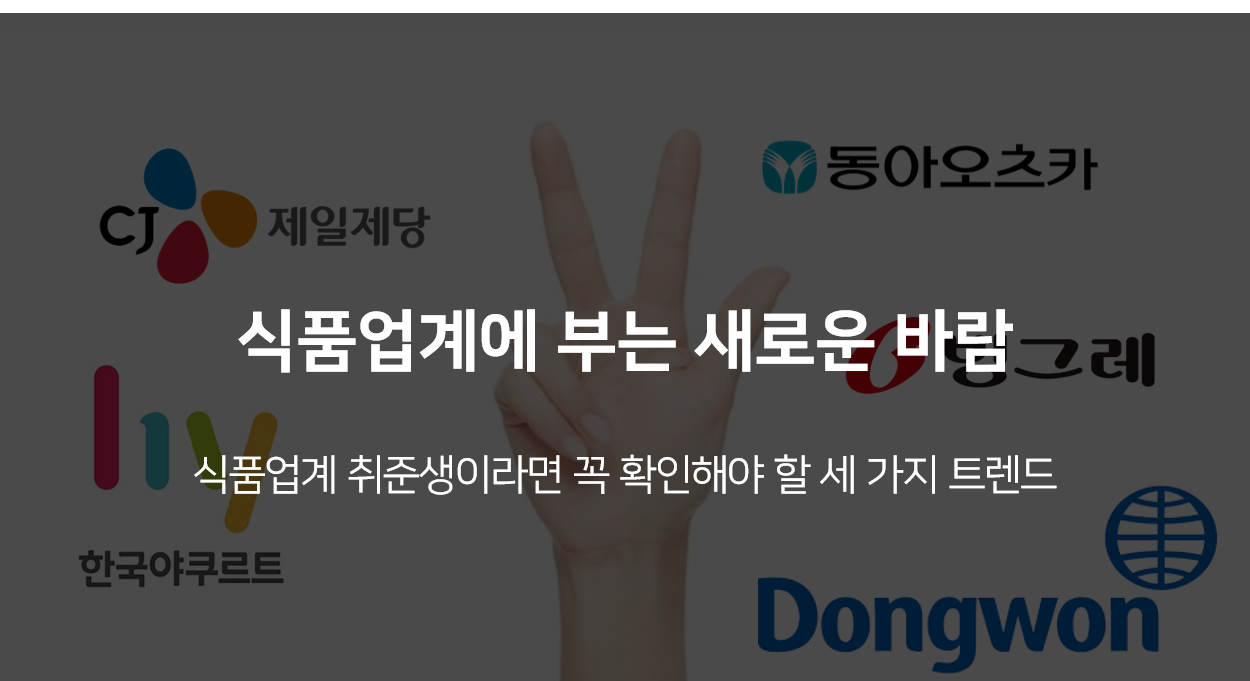 CJ 제일제당
동아오츠카
식품업계에 부는 새로운 바람
빙그레
hy
식품업계 취준생이라면 꼭 확인해야 할 세 가지 트렌드
한국야쿠르트
Dongwon